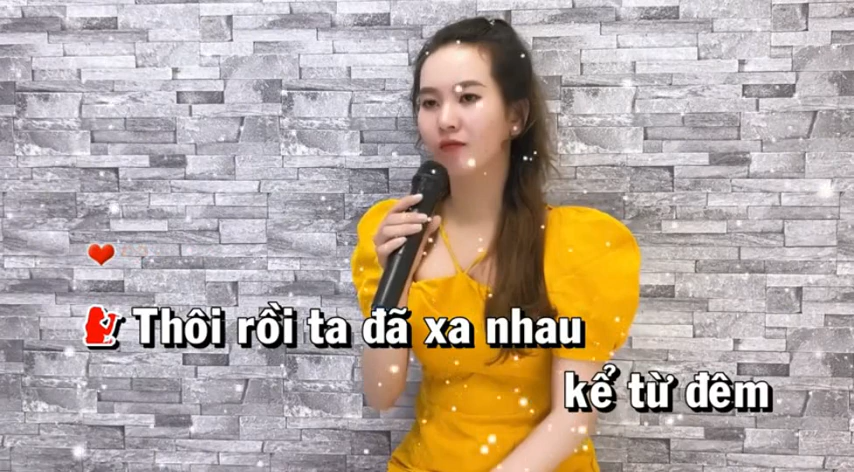 Thôi rồi ta đã xa nhau
kể từ đêm